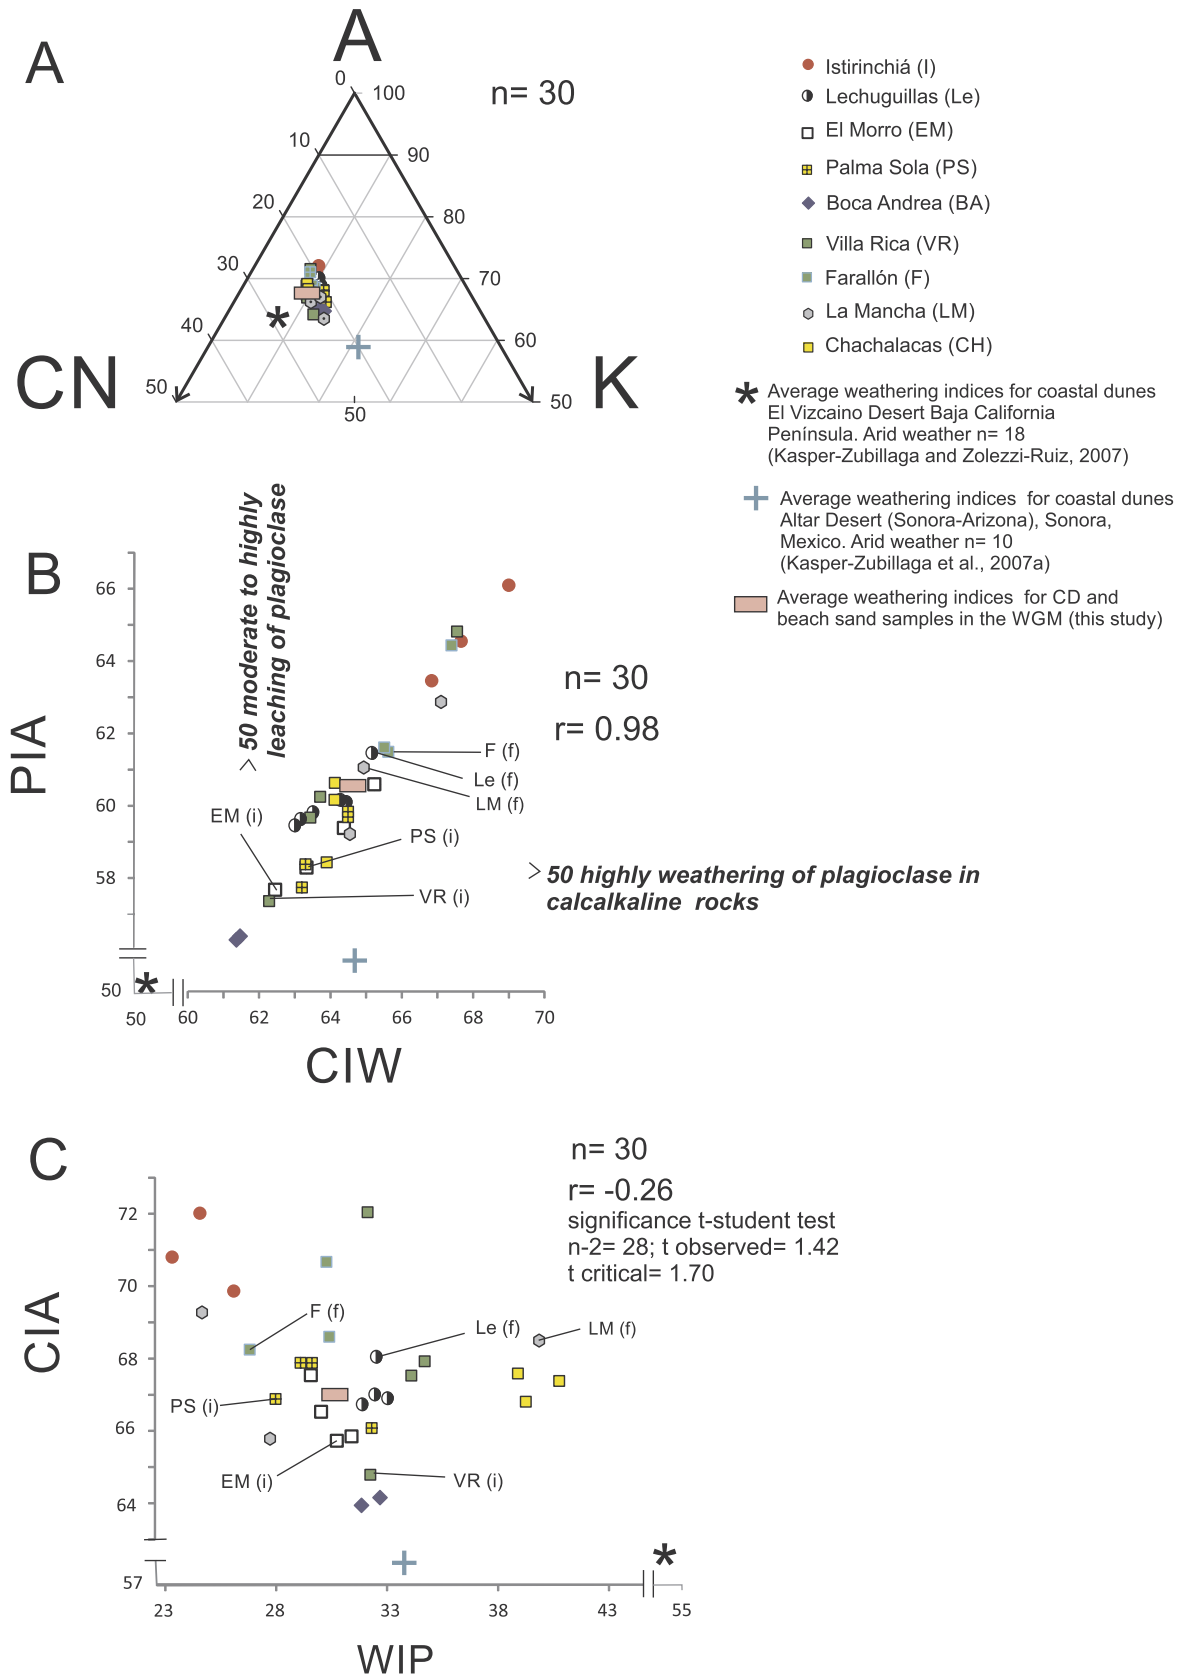 A
A
n= 30
0
100
10
90
20
80
30
70
40
60
50
50
50
CN
K
Istirinchiá (I)
Lechuguillas (Le)
El Morro (EM)
Palma Sola (PS)
Boca Andrea (BA)
Villa Rica (VR)
Farallón (F)
La Mancha (LM)
Chachalacas (CH)
Average weathering indices for coastal dunes
El Vizcaino Desert Baja California
Península. Arid weather n= 18
(Kasper-Zubillaga and Zolezzi-Ruiz, 2007)
Average weathering indices for coastal dunes
Altar Desert (Sonora-Arizona), Sonora,
Mexico. Arid weather n= 10
(Kasper-Zubillaga et al., 2007a)
Average weathering indices for CD and
beach sand samples in the WGM (this study)
B
> 50 moderate to highly
leaching of plagioclase
n= 30
r= 0.98
PIA
66
64
62
60
58
50
F (f)
Le (f)
LM (f)
EM (i)
PS (i)
VR (i)
> 50 highly weathering of plagioclase in
calcalkaline rocks
50
60
62
64
66
68
70
CIW
C
n= 30
r= -0.26
significance t-student test
n-2= 28; t observed= 1.42
t critical= 1.70
CIA
72
70
68
66
64
57
F (f)
Le (f)
LM (f)
PS (i)
EM (i)
VR (i)
23
28
33
38
43
55
WIP